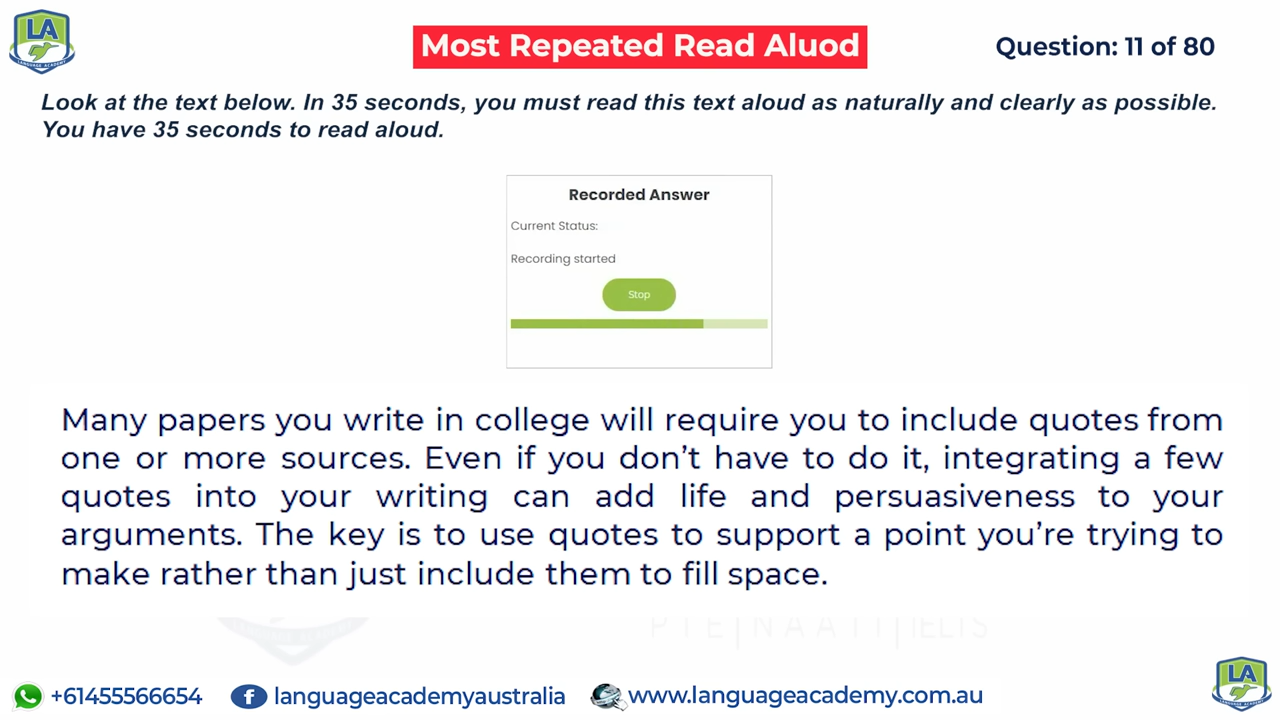 LA
LANGUAGE ACADEMY
Most Repeated Read Aluod
Question: 11 of 80
Look at the text below. In 35 seconds, you must read this text aloud as naturally and clearly as possible.
You have 35 seconds to read aloud.
Recorded Answer
Current Status:
Recording started
Stop
Many papers you write in college will require you to include quotes from
one or more sources. Even if you don't have to do it, integrating a few
quotes into your writing can add life and persuasiveness to your
arguments. The key is to use quotes to support a point you're trying to
make rather than just include them to fill space.
PTE|NAATI|IELTS
+61455566654
languageacademyaustralia
www.languageacademy.com.au
LA